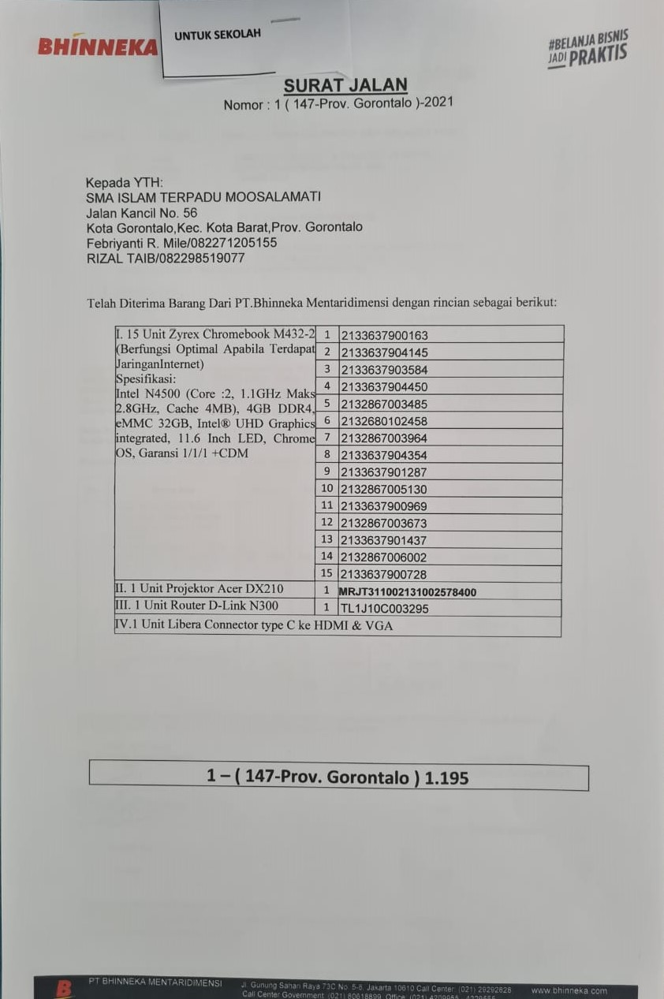 BHINNEKA
UNTUK SEKOLAH
#BELANJA BISNIS
JADI PRAKTIS
SURAT JALAN
Nomor : 1 ( 147-Prov. Gorontalo )-2021
Kepada YTH:
SMA ISLAM TERPADU MOOSALAMATI
Jalan Kancil No. 56
Kota Gorontalo,Kec. Kota Barat,Prov. Gorontalo
Febriyanti R. Mile/082271205155
RIZAL TAIB/082298519077
Telah Diterima Barang Dari PT.Bhinneka Mentaridimensi dengan rincian sebagai berikut:
I. 15 Unit Zyrex Chromebook M432-2
(Berfungsi Optimal Apabila Terdapat
JaringanInternet)
Spesifikasi:
Intel N4500 (Core :2, 1.1GHz Maks
2.8GHz, Cache 4MB), 4GB DDR4,
eMMC 32GB, Intel® UHD Graphics
integrated, 11.6 Inch LED, Chrome
OS, Garansi 1/1/1 +CDM
1 2133637900163
2 2133637904145
3 2133637903584
4 2133637904450
5 2132867003485
6 2132680102458
7 2132867003964
8 2133637904354
9 2133637901287
10 2132867005130
11 2133637900969
12 2132867003673
13 2133637901437
14 2132867006002
15 2133637900728
II. 1 Unit Projektor Acer DX210 1 MRJT311002131002578400
III. 1 Unit Router D-Link N300 1 TL1J10C003295
IV.1 Unit Libera Connector type C ke HDMI & VGA
1 – ( 147-Prov. Gorontalo ) 1.195
B
PT BHINNEKA MENTARIDIMENSI
Jl. Gunung Sahari Raya 73C No. 5-6. Jakarta 10610 Call Center: (021) 29292828
Call Center Government: (021) 80618899, Office: (021)
www.bhinneka.com